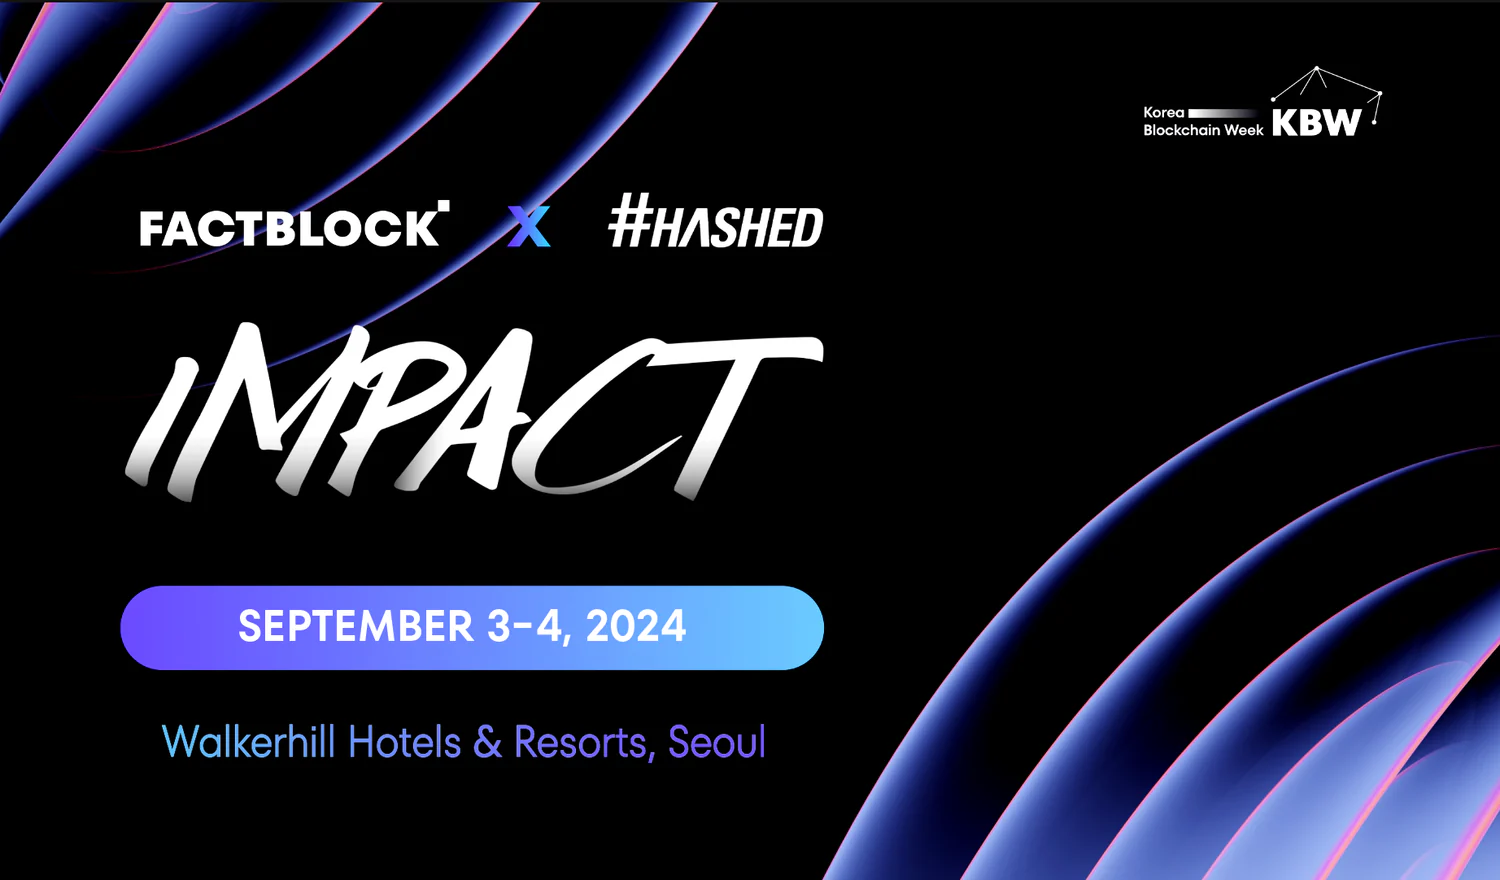 Korea
Blockchain Week KBW
FACTBLOCK X #HASHED
IMPACT
SEPTEMBER 3-4, 2024
Walkerhill Hotels & Resorts, Seoul